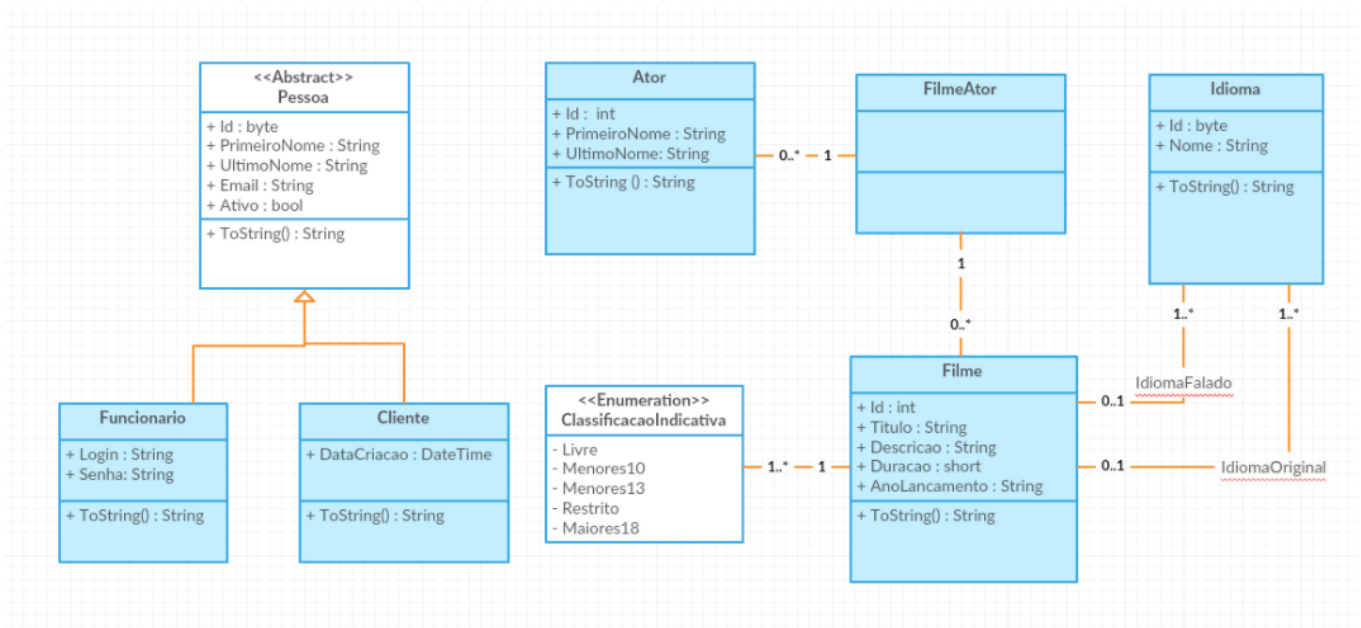 <<Abstract>>
Pessoa
+ Id : byte
+ PrimeiroNome : String
+ UltimoNome : String
+ Email : String
+ Ativo : bool
+ ToString() : String
Funcionario
+ Login : String
+ Senha: String
+ ToString() : String
Cliente
+ DataCriacao : DateTime
+ ToString() : String
Ator
+ Id : int
+ PrimeiroNome : String
+ UltimoNome: String
+ ToString () : String
0..*
1
FilmeAtor
1
0..*
Idioma
+ Id : byte
+ Nome : String
+ ToString() : String
1..*
1..*
IdiomaFalado
0..1
0..1
IdiomaOriginal
<<Enumeration>>
ClassificacaoIndicativa
- Livre
- Menores10
- Menores13
- Restrito
- Maiores18
1..*
1
Filme
+ Id : int
+ Titulo : String
+ Descricao : String
+ Duracao : short
+ AnoLancamento : String
+ ToString() : String